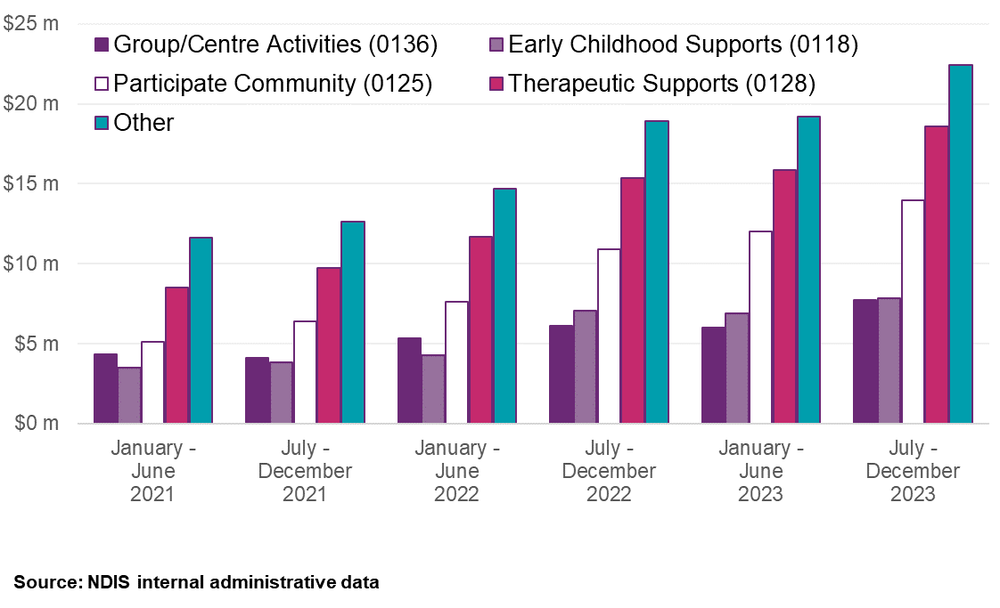 $25 m
Group/Centre Activities (0136)
Early Childhood Supports (0118)
Participate Community (0125)
Therapeutic Supports (0128)
Other
$20 m
$15 m
$10 m
$5 m
$0 m
January -
June
2021
July -
December
2021
January -
June
2022
July -
December
2022
January -
June
2023
July -
December
2023
Source: NDIS internal administrative data